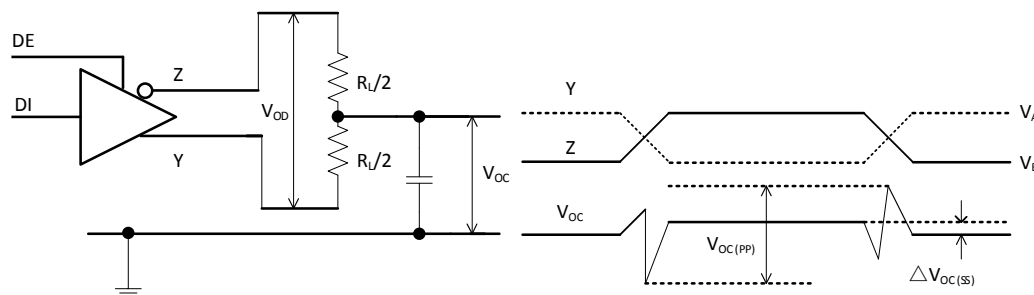 DE
DI
Z
Y
V_OD
R_L/2
R_L/2
V_OC
Y
Z
V_OC
V_OC(PP)
△V_OC(SS)